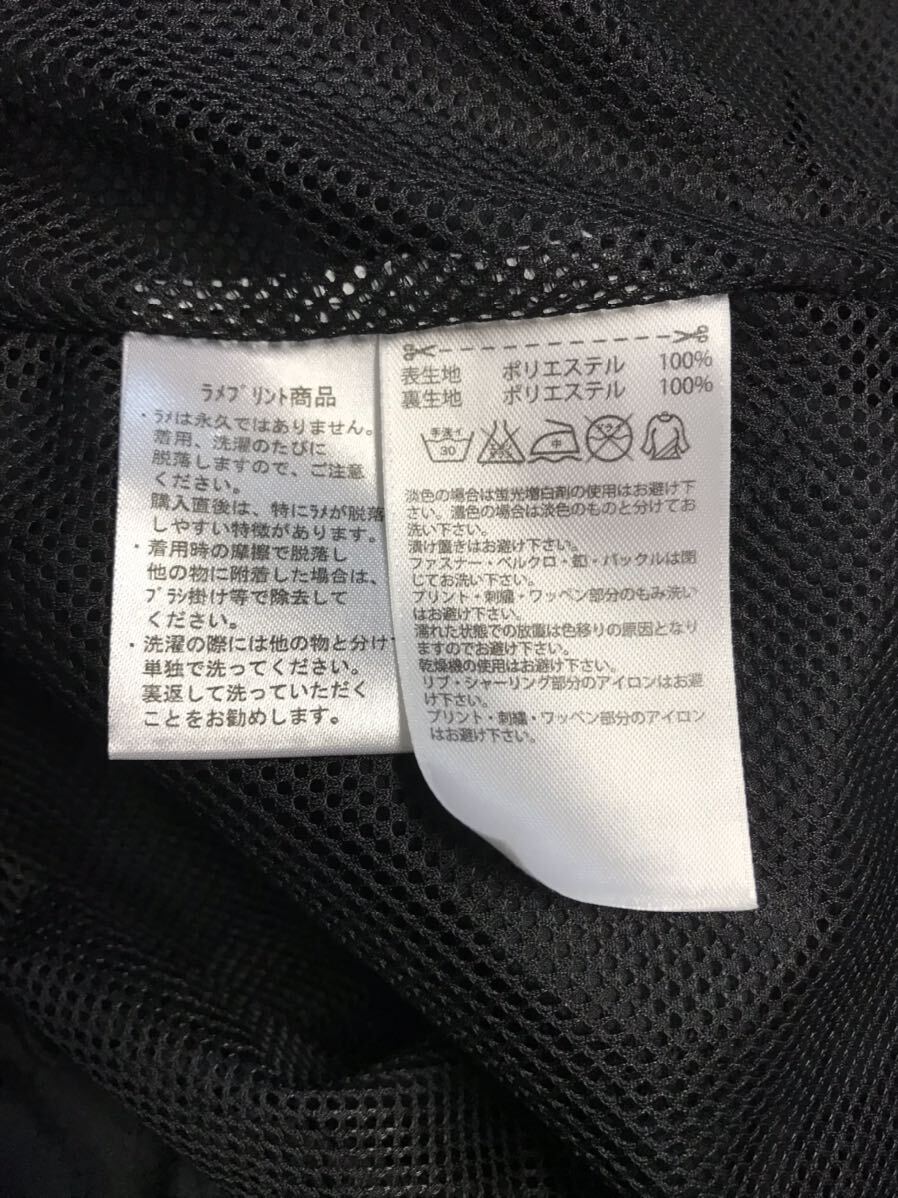 ﾗﾒﾌﾟﾘﾝﾄ商品
・ﾗﾒは永久ではありません。
着用、洗濯のたびに
脱落しますので、ご注意
ください。
購入直後は、特にﾗﾒが脱落
しやすい特徴があります。
・着用時の摩擦で脱落し
他の物に附着した場合は、
ﾌﾞﾗｼ掛け等で除去して
ください。
・洗濯の際には他の物と分けて
単独で洗ってください。
裏返して洗っていただく
ことをお勧めします。
表生地 ポリエステル 100%
裏生地 ポリエステル 100%
手洗イ
30
中
淡色の場合は蛍光増白剤の使用はお避け下
さい。濃色の場合は淡色のものと分けてお
洗い下さい。
漬け置きはお避け下さい。
ファスナー・ベルクロ・釦・バックルは閉
じてお洗い下さい。
プリント・刺繍・ワッペン部分のもみ洗い
はお避け下さい。
濡れた状態での放置は色移りの原因となり
ますのでお避け下さい。
乾燥機の使用はお避け下さい。
リブ・シャーリング部分のアイロンはお避
け下さい。
プリント・刺繍・ワッペン部分のアイロン
はお避け下さい。